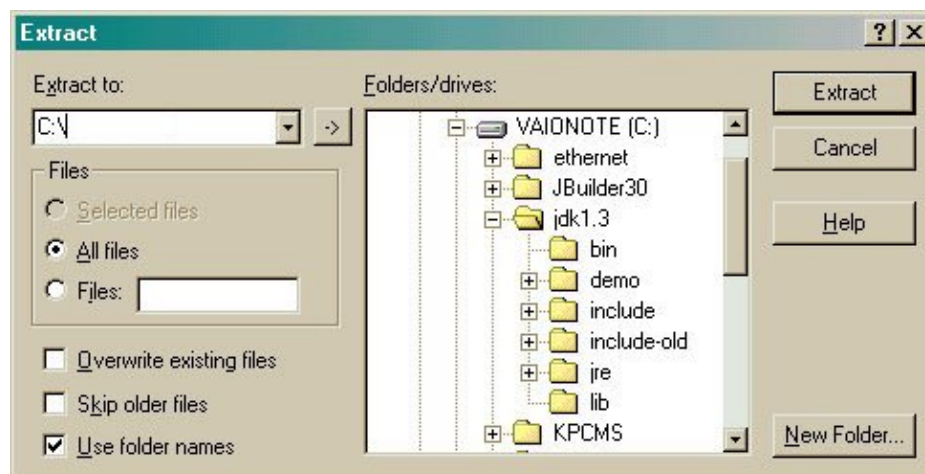 Extract
Extract to:
C:\
->
Files
Selected files
All files
Files:
Overwrite existing files
Skip older files
Use folder names
Folders/drives:
VAIONOTE (C:)
ethernet
JBuilder30
jdk1.3
bin
demo
include
include-old
jre
lib
KPCMS
Extract
Cancel
Help
New Folder...